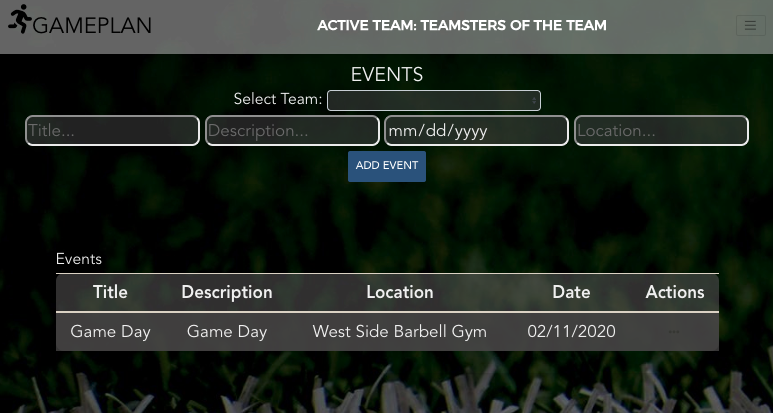 GAMEPLAN
ACTIVE TEAM: TEAMSTERS OF THE TEAM
EVENTS
Select Team:
Title... Description... mm/dd/yyyy Location...
ADD EVENT
Events
Title Description Location Date Actions
Game Day Game Day West Side Barbell Gym 02/11/2020 ...